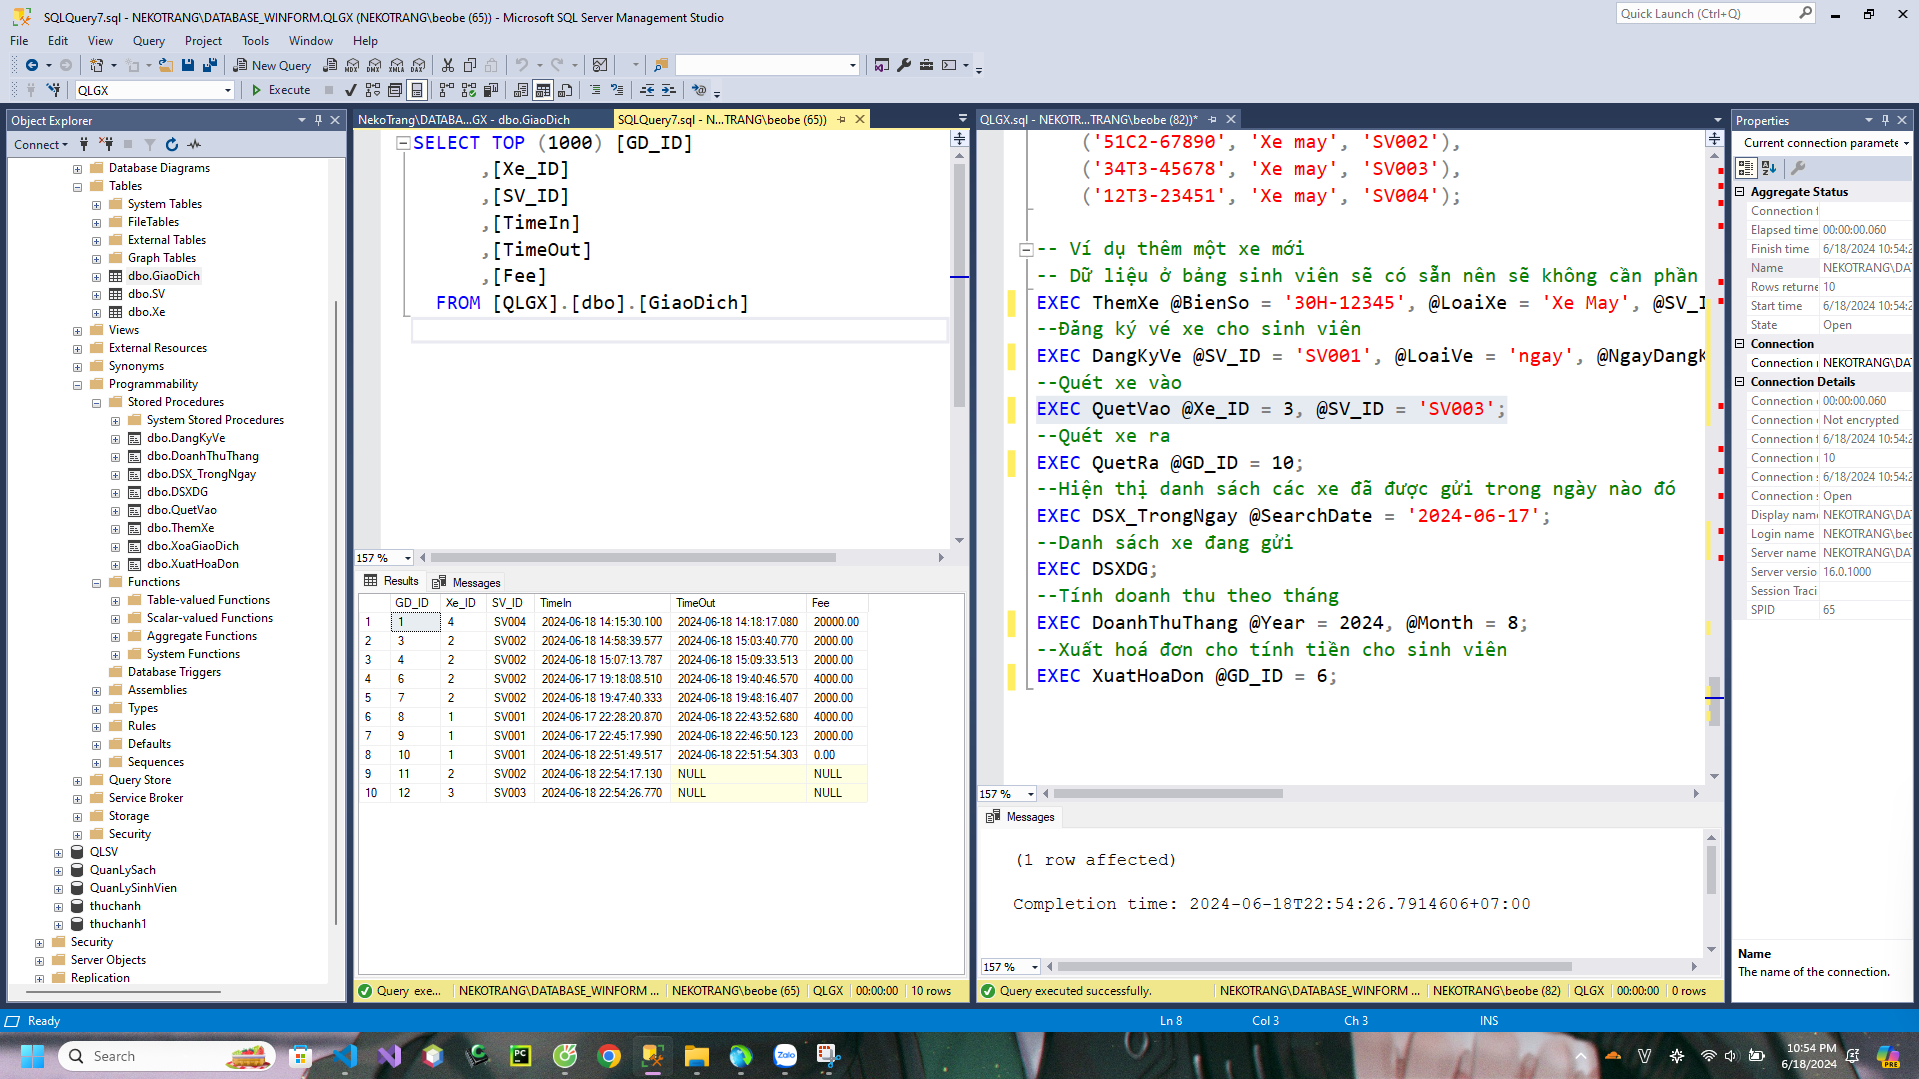 SQLQuery7.sql - NEKOTRANG\DATABASE_WINFORM.QLGX (NEKOTRANG\beobe (65)) - Microsoft SQL Server Management Studio
Quick Launch (Ctrl+Q)
File Edit View Query Project Tools Window Help
New Query
QLGX Execute
Object Explorer
Connect
Database Diagrams
Tables
System Tables
FileTables
External Tables
Graph Tables
dbo.GiaoDich
dbo.SV
dbo.Xe
Views
External Resources
Synonyms
Programmability
Stored Procedures
System Stored Procedures
dbo.DangKyVe
dbo.DoanhThuThang
dbo.DSX_TrongNgay
dbo.DSXDG
dbo.QuetVao
dbo.ThemXe
dbo.XoaGiaoDich
dbo.XuatHoaDon
Functions
Table-valued Functions
Scalar-valued Functions
Aggregate Functions
System Functions
Database Triggers
Assemblies
Types
Rules
Defaults
Sequences
Query Store
Service Broker
Storage
Security
QLSV
QuanLySach
QuanLySinhVien
thuchanh
thuchanh1
Security
Server Objects
Replication
NekoTrang\DATABA...GX - dbo.GiaoDich
SQLQuery7.sql - N...TRANG\beobe (65))
SELECT TOP (1000) [GD_ID]
,[Xe_ID]
,[SV_ID]
,[TimeIn]
,[TimeOut]
,[Fee]
FROM [QLGX].[dbo].[GiaoDich]
157 %
Results Messages
GD_ID Xe_ID SV_ID TimeIn TimeOut Fee
1 1 4 SV004 2024-06-18 14:15:30.100 2024-06-18 14:18:17.080 20000.00
2 3 2 SV002 2024-06-18 14:58:39.577 2024-06-18 15:03:40.770 2000.00
3 4 2 SV002 2024-06-18 15:07:13.787 2024-06-18 15:09:33.513 2000.00
4 6 2 SV002 2024-06-17 19:18:08.510 2024-06-18 19:40:46.570 4000.00
5 7 2 SV002 2024-06-18 19:47:40.333 2024-06-18 19:48:16.407 2000.00
6 8 1 SV001 2024-06-17 22:28:20.870 2024-06-18 22:43:52.680 4000.00
7 9 1 SV001 2024-06-17 22:45:17.990 2024-06-18 22:46:50.123 2000.00
8 10 1 SV001 2024-06-18 22:51:49.517 2024-06-18 22:51:54.303 0.00
9 11 2 SV002 2024-06-18 22:54:17.130 NULL NULL
10 12 3 SV003 2024-06-18 22:54:26.770 NULL NULL
Query exe... NEKOTRANG\DATABASE_WINFORM ... NEKOTRANG\beobe (65) QLGX 00:00:00 10 rows
QLGX.sql - NEKOTR...TRANG\beobe (82))*
('51C2-67890', 'Xe may', 'SV002'),
('34T3-45678', 'Xe may', 'SV003'),
('12T3-23451', 'Xe may', 'SV004');
-- Ví dụ thêm một xe mới
-- Dữ liệu ở bảng sinh viên sẽ có sẵn nên sẽ không cần phần
EXEC ThemXe @BienSo = '30H-12345', @LoaiXe = 'Xe May', @SV_I
--Đăng ký vé xe cho sinh viên
EXEC DangKyVe @SV_ID = 'SV001', @LoaiVe = 'ngay', @NgayDangK
--Quét xe vào
EXEC QuetVao @Xe_ID = 3, @SV_ID = 'SV003';
--Quét xe ra
EXEC QuetRa @GD_ID = 10;
--Hiện thị danh sách các xe đã được gửi trong ngày nào đó
EXEC DSX_TrongNgay @SearchDate = '2024-06-17';
--Danh sách xe đang gửi
EXEC DSXDG;
--Tính doanh thu theo tháng
EXEC DoanhThuThang @Year = 2024, @Month = 8;
--Xuất hoá đơn cho tính tiền cho sinh viên
EXEC XuatHoaDon @GD_ID = 6;
157 %
Messages
(1 row affected)
Completion time: 2024-06-18T22:54:26.7914606+07:00
157 %
Query executed successfully. NEKOTRANG\DATABASE_WINFORM ... NEKOTRANG\beobe (82) QLGX 00:00:00 0 rows
Properties
Current connection paramete
Aggregate Status
Connection f
Elapsed time 00:00:00.060
Finish time 6/18/2024 10:54:2
Name NEKOTRANG\DA
Rows returne 10
Start time 6/18/2024 10:54:2
State Open
Connection
Connection NEKOTRANG\DA
Connection Details
Connection 00:00:00.060
Connection Not encrypted
Connection f 6/18/2024 10:54:2
Connection 10
Connection s 6/18/2024 10:54:2
Connection s Open
Display name NEKOTRANG\DA
Login name NEKOTRANG\beo
Server name NEKOTRANG\DA
Server versio 16.0.1000
Session Traci
SPID 65
Name
The name of the connection.
Ready Ln 8 Col 3 Ch 3 INS
Search
Zalo
10:54 PM
6/18/2024